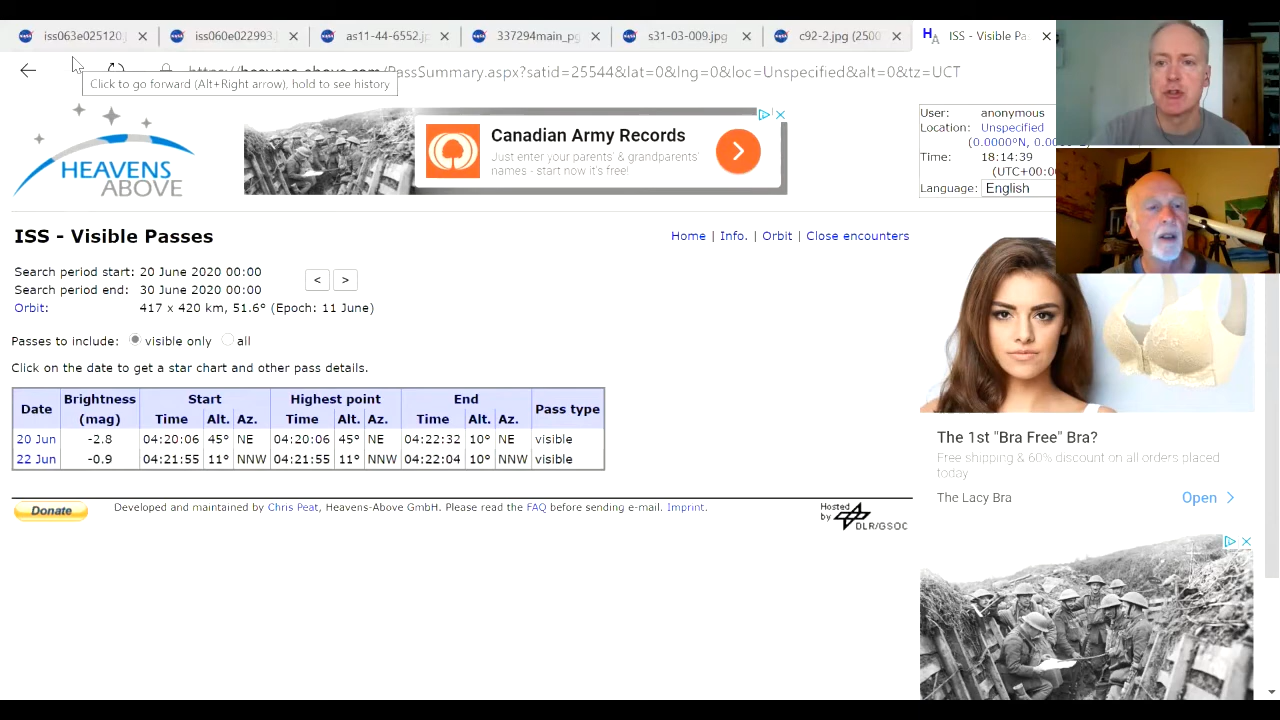 iss063e025120.j
iss060e022993.j
as11-44-6552.j
337294main_pg
s31-03-009.jpg
c92-2.jpg (2500
H A ISS - Visible Pa
https://heavens-above.com/PassSummary.aspx?satid=25544&lat=0&lng=0&loc=Unspecified&alt=0&tz=UCT
Click to go forward (Alt+Right arrow), hold to see history
HEAVENS
ABOVE
Canadian Army Records
Just enter your parents' & grandparents'
names - start now it's free!
User: anonymous
Location: Unspecified
(0.0000ºN,
Time: 18:14:39
(UTC+00:0
Language: English
ISS - Visible Passes
Home | Info. | Orbit | Close encounters
Search period start: 20 June 2020 00:00
Search period end: 30 June 2020 00:00
< >
Orbit: 417 x 420 km, 51.6° (Epoch: 11 June)
Passes to include: visible only all
Click on the date to get a star chart and other pass details.
Date Brightness (mag) Start Highest point End Pass type
Time Alt. Az. Time Alt. Az. Time Alt. Az.
20 Jun -2.8 04:20:06 45° NE 04:20:06 45° NE 04:22:32 10° NE visible
22 Jun -0.9 04:21:55 11° NNW 04:21:55 11° NNW 04:22:04 10° NNW visible
Donate
Developed and maintained by Chris Peat, Heavens-Above GmbH. Please read the FAQ before sending e-mail. Imprint.
Hosted
by
DLR/GSOC
The 1st "Bra Free" Bra?
Free shipping & 60% discount on all orders placed
today
The Lacy Bra
Open